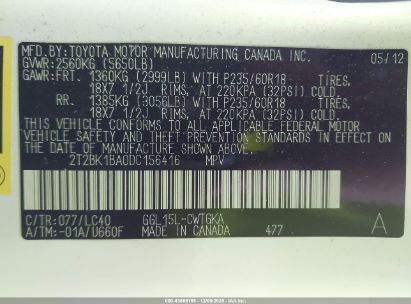 MFD.BY:TOYOTA MOTOR MANUFACTURING CANADA INC. 05/12
GVWR:2560KG (5650LB)
GAWR:FRT. 1360KG (2999LB) WITH P235/60R18 TIRES,
18X7 1/2J RIMS, AT 220KPA (32PSI) COLD.
RR. 1385KG (3056LB) WITH P235/60R18 TIRES,
18X7 1/2J RIMS, AT 220KPA (32PSI) COLD.
THIS VEHICLE CONFORMS TO ALL APPLICABLE FEDERAL MOTOR
VEHICLE SAFETY AND THEFT PREVENTION STANDARDS IN EFFECT ON
THE DATE OF MANUFACTURE SHOWN ABOVE.
2T2BK1BA0DC156416 MPV
C/TR:077/LC40 GGL15L-CWTGKA A
A/TM:-01A/U660F MADE IN CANADA 477